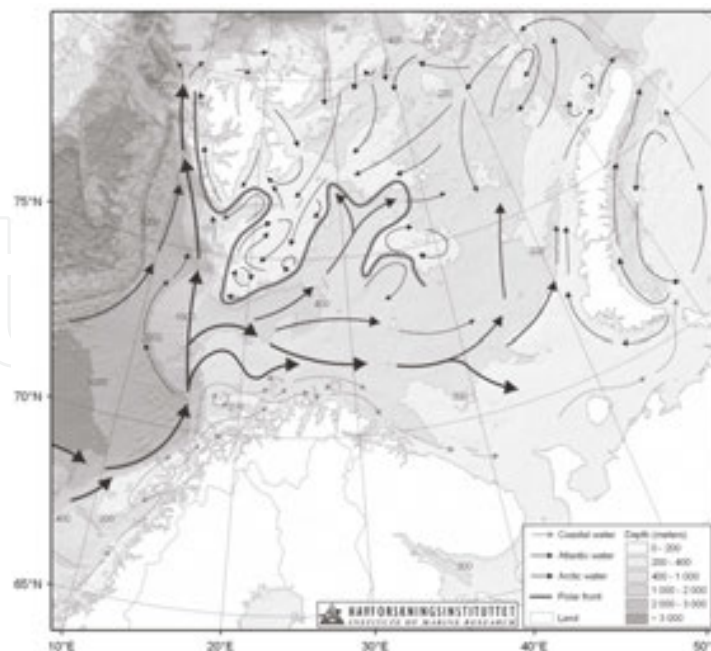 75°N
70°N
65°N
10°E
20°E
30°E
40°E
50°
400
Coastal water
Atlantic water
Arctic water
Polar front
Land
Depth (meters)
0 - 200
200 - 400
400 - 1 000
1 000 - 2 000
2 000 - 3 000
> 3 000
HAVFORSKNINGSINSTITUTTET
INSTITUTE OF MARINE RESEARCH